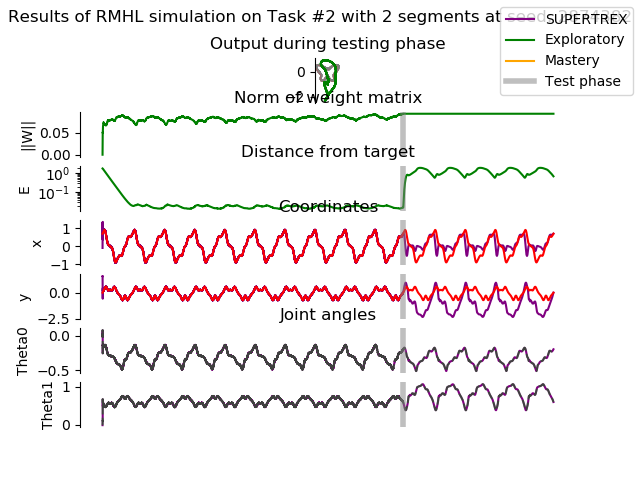 Results of RMHL simulation on Task #2 with 2 segments at
SUPERTREX
Exploratory
Mastery
Test phase
Output during testing phase
0
−2
Norm of weight matrix
||W||
0.05
0.00
Distance from target
E
10⁰
10⁻¹
Coordinates
x
1
0
−1
y
0.0
−2.5
Joint angles
Theta0
0.0
−0.5
Theta1
1
0